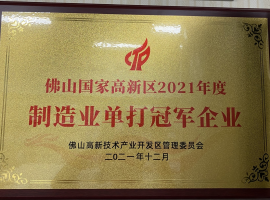 佛山国家高新区2021年度
制造业单打冠军企业
佛山高新技术产业开发区管理委员会
二〇二一年十二月